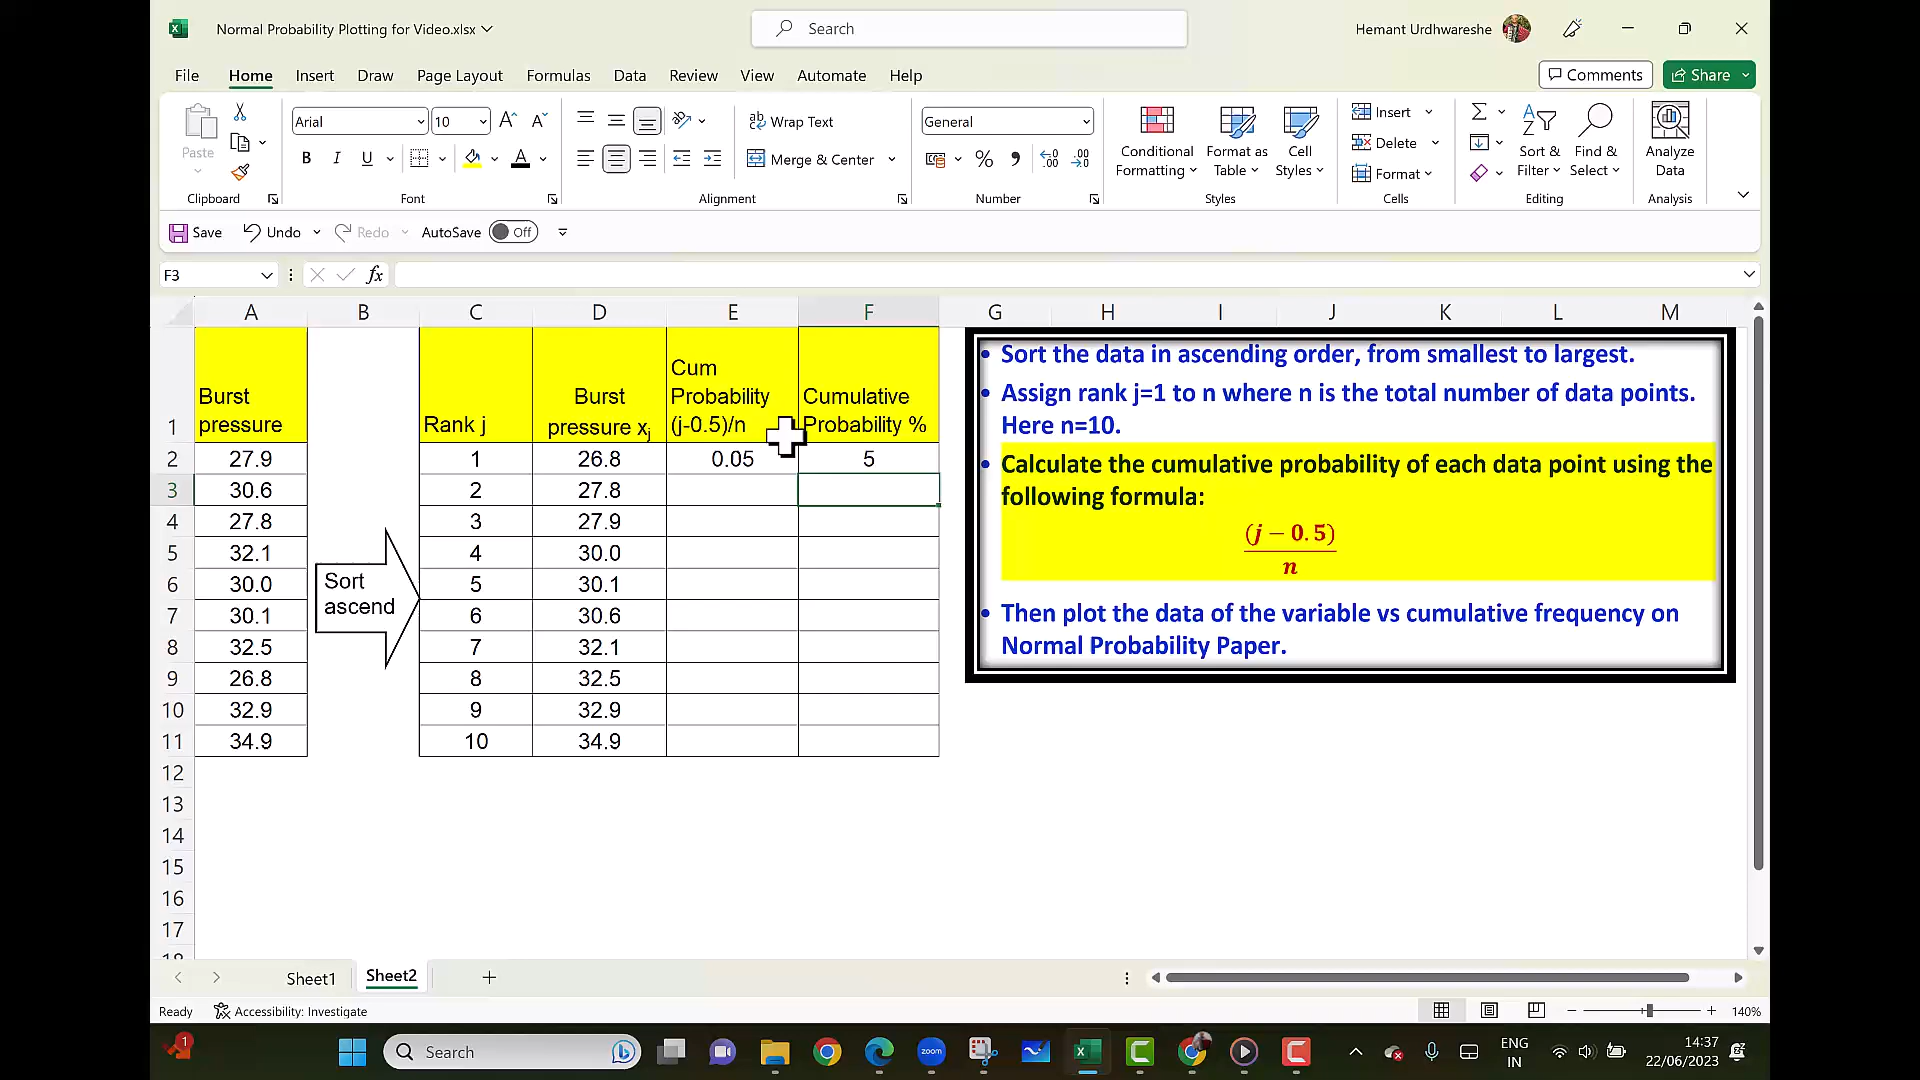 Normal Probability Plotting for Video.xlsx
Search
Hemant Urdhwareshe
File Home Insert Draw Page Layout Formulas Data Review View Automate Help
Comments
Share
Paste
Clipboard
Arial
10
B I U
A
Font
ab Wrap Text
Merge & Center
Alignment
General
%
Number
Conditional Formatting
Format as Table
Cell Styles
Styles
Insert
Delete
Format
Cells
Sort & Filter
Find & Select
Editing
Analyze Data
Analysis
Save
Undo
Redo
AutoSave Off
F3
fx
A B C D E F G H I J K L M
1
Burst pressure
Rank j
Burst pressure xj
Cum Probability (j-0.5)/n
Cumulative Probability %
2 27.9 1 26.8 0.05 5
3 30.6 2 27.8
4 27.8 3 27.9
5 32.1 4 30.0
6 30.0 5 30.1
7 30.1 6 30.6
8 32.5 7 32.1
9 26.8 8 32.5
10 32.9 9 32.9
11 34.9 10 34.9
12
13
14
15
16
17
Sort
ascend
• Sort the data in ascending order, from smallest to largest.
• Assign rank j=1 to n where n is the total number of data points.
Here n=10.
• Calculate the cumulative probability of each data point using the
following formula:
(j − 0.5)
n
• Then plot the data of the variable vs cumulative frequency on
Normal Probability Paper.
Sheet1 Sheet2
Ready
Accessibility: Investigate
140%
1
Search
zoom
ENG
IN
14:37
22/06/2023